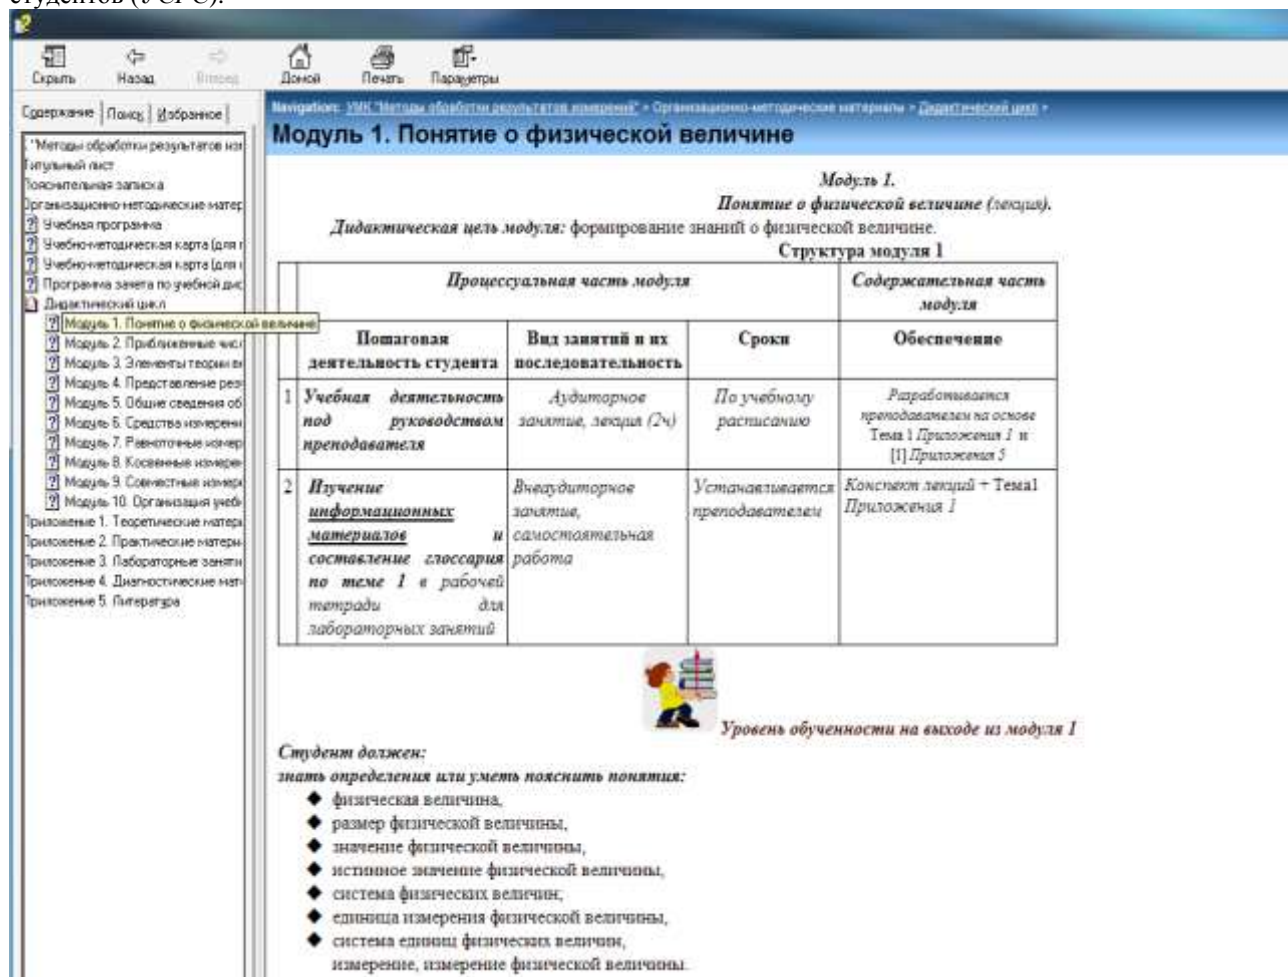 студентов (УСРС).
Скрыть Назад Вперед Домой Печать Параметры
Содержание Поиск Избранное
"Методы обработки результатов изм
Титульный лист
Пояснительная записка
Организационно-методические матер
Учебная программа
Учебно-методическая карта (для
Учебно-методическая карта (для
Программа зачета по учебной дис
Дидактический цикл
Модуль 1. Понятие о физической величине
Модуль 2. Приближенные чис
Модуль 3. Элементы теории в
Модуль 4. Представление рез
Модуль 5. Общие сведения об
Модуль 6. Средства измерени
Модуль 7. Равноточные измер
Модуль 8. Косвенные измере
Модуль 9. Совместные измер
Модуль 10. Организация учеб
Приложение 1. Теоретические матер
Приложение 2. Практические матери
Приложение 3. Лабораторные заняти
Приложение 4. Диагностические мат
Приложение 5. Литература
Navigation: УМК "Методы обработки результатов измерений" > Организационно-методические материалы > Дидактический цикл >
Модуль 1. Понятие о физической величине
Модуль 1.
Понятие о физической величине (лекция).
Дидактическая цель модуля: формирование знаний о физической величине.
Структура модуля 1
Процессуальная часть модуля
Содержательная часть
модуля
Пошаговая
деятельность студента
Вид занятий и их
последовательность
Сроки
Обеспечение
1 Учебная деятельность
под руководством
преподавателя
Аудиторное
занятие, лекция (2ч)
По учебному
расписанию
Разрабатывается
преподавателем на основе
Тема 1 Приложения 1 и
[1] Приложения 5
2 Изучение
информационных
материалов и
составление глоссария
по теме 1 в рабочей
тетради для
лабораторных занятий
Внеаудиторное
занятие,
самостоятельная
работа
Устанавливается
преподавателем
Конспект лекций + Тема1
Приложения 1
Уровень обученности на выходе из модуля 1
Студент должен:
знать определения или уметь пояснить понятия:
◆ физическая величина,
◆ размер физической величины,
◆ значение физической величины,
◆ истинное значение физической величины,
◆ система физических величин;
◆ единица измерения физической величины,
◆ система единиц физических величин,
измерение, измерение физической величины.